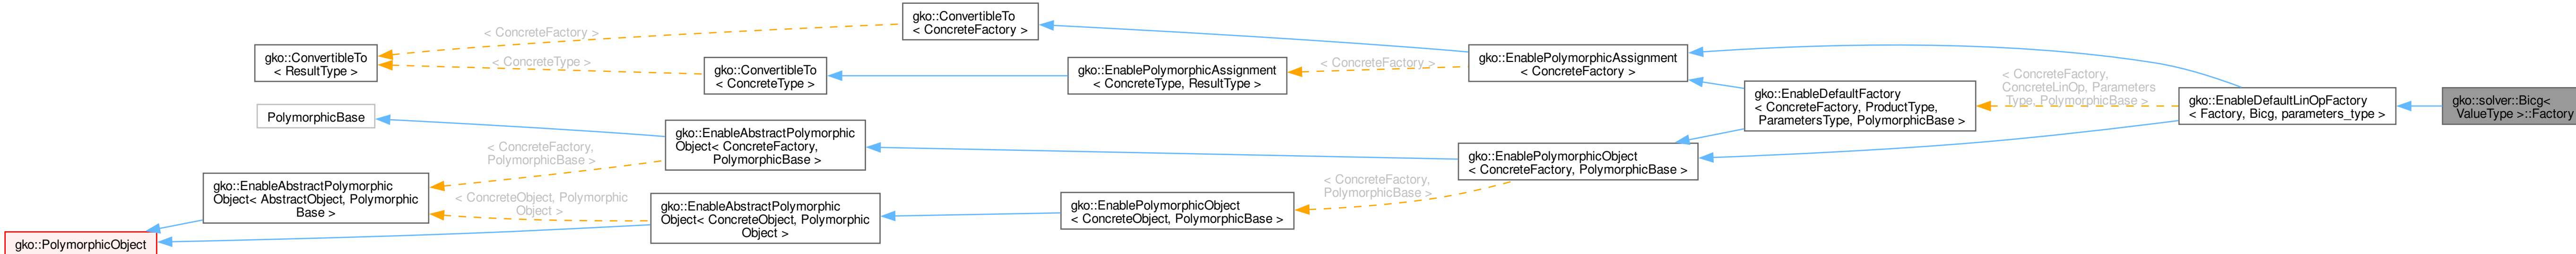 gko::ConvertibleTo
< ConcreteFactory >
< ConcreteFactory >
gko::ConvertibleTo
< ResultType >
< ConcreteType >
gko::ConvertibleTo
< ConcreteType >
gko::EnablePolymorphicAssignment
< ConcreteType, ResultType >
< ConcreteFactory >
gko::EnablePolymorphicAssignment
< ConcreteFactory >
PolymorphicBase
gko::EnableDefaultFactory
< ConcreteFactory, ProductType,
ParametersType, PolymorphicBase >
< ConcreteFactory,
ConcreteLinOp, Parameters
Type, PolymorphicBase >
gko::EnableDefaultLinOpFactory
< Factory, Bicg, parameters_type >
gko::solver::Bicg<
ValueType >::Factory
gko::EnableAbstractPolymorphic
Object< ConcreteFactory,
PolymorphicBase >
< ConcreteFactory,
PolymorphicBase >
gko::EnablePolymorphicObject
< ConcreteFactory, PolymorphicBase >
gko::EnableAbstractPolymorphic
Object< AbstractObject, Polymorphic
Base >
< ConcreteObject, Polymorphic
Object >
gko::EnableAbstractPolymorphic
Object< ConcreteObject, Polymorphic
Object >
gko::EnablePolymorphicObject
< ConcreteObject, PolymorphicBase >
< ConcreteFactory,
PolymorphicBase >
gko::PolymorphicObject